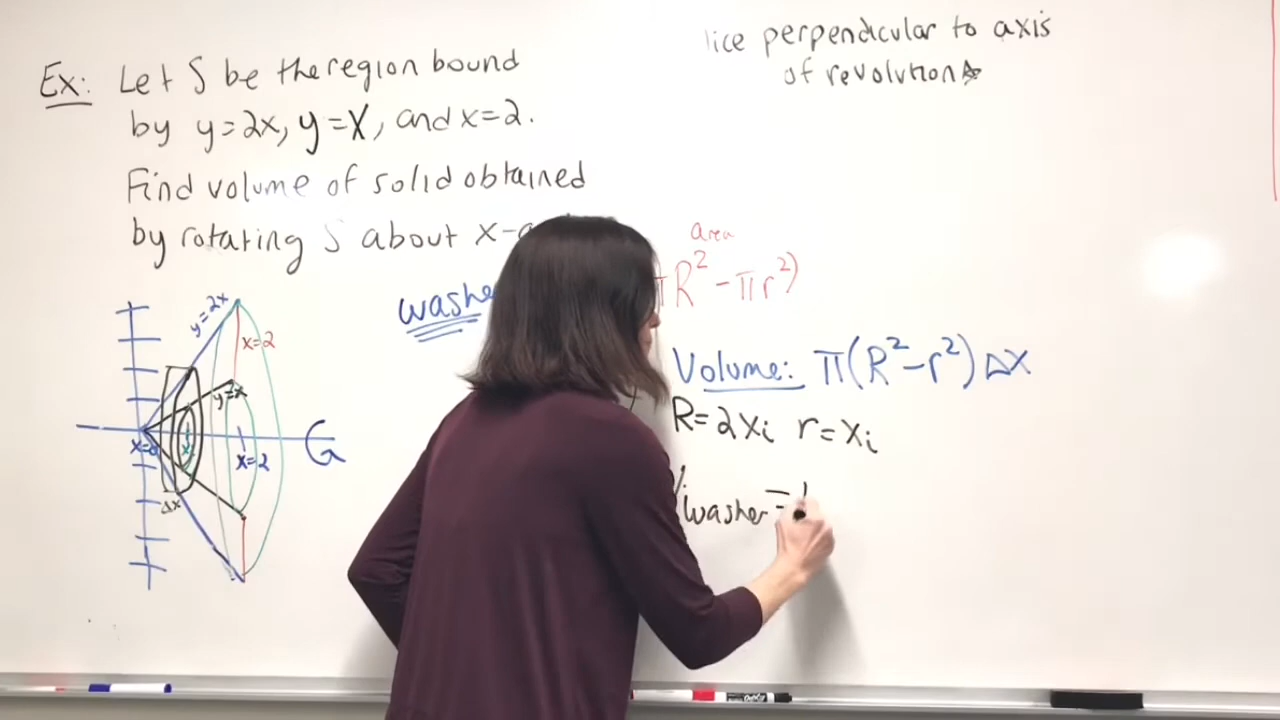 Ex: Let S be the region bound
by y=2x, y=x, and x=2.
Find volume of solid obtained
by rotating S about x-a
lice perpendicular to axis
of revolution
washe
area
πR² - πr²)
Volume: π(R²-r²)Δx
R=2xᵢ r=xᵢ
Vwasher =
y=2x
x=2
y=x
x=2
Δx